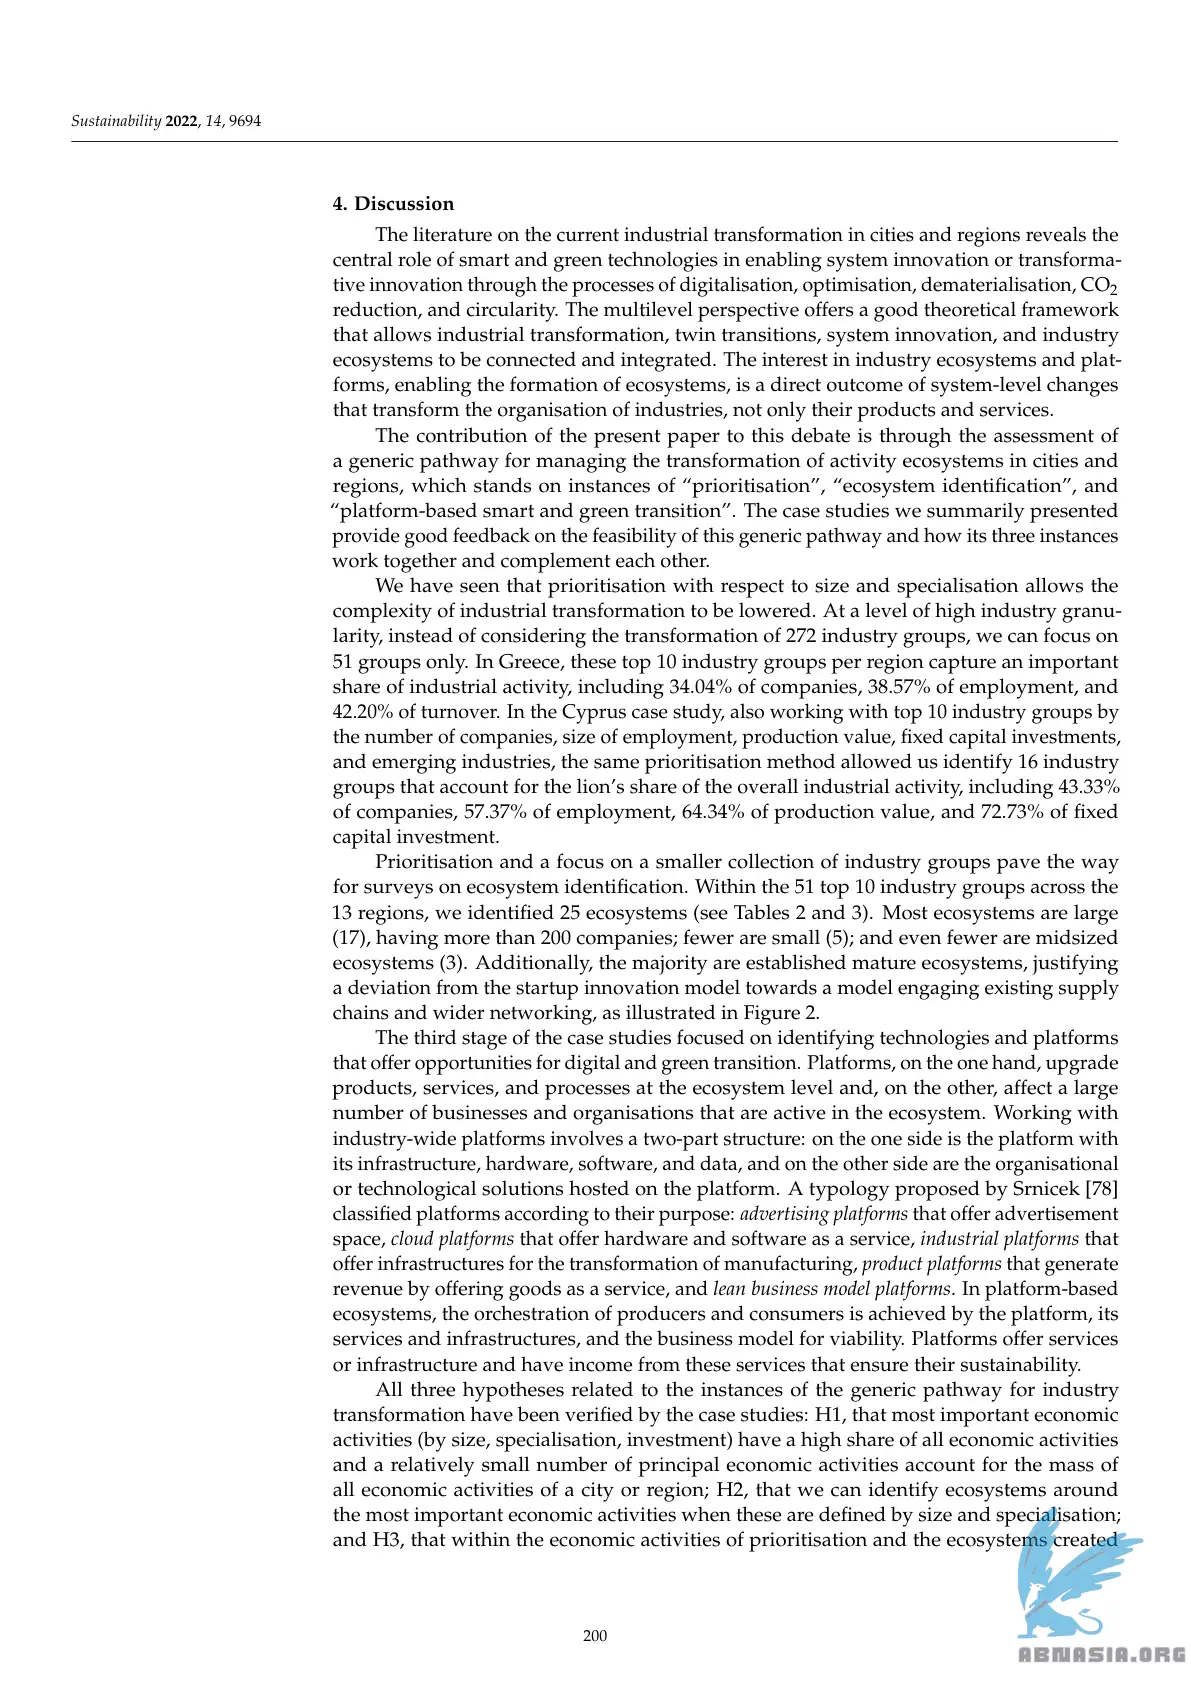 Sustainability 2022, 14, 9694
4. Discussion
The literature on the current industrial transformation in cities and regions reveals the
central role of smart and green technologies in enabling system innovation or transforma-
tive innovation through the processes of digitalisation, optimisation, dematerialisation, CO2
reduction, and circularity. The multilevel perspective offers a good theoretical framework
that allows industrial transformation, twin transitions, system innovation, and industry
ecosystems to be connected and integrated. The interest in industry ecosystems and plat-
forms, enabling the formation of ecosystems, is a direct outcome of system-level changes
that transform the organisation of industries, not only their products and services.
The contribution of the present paper to this debate is through the assessment of
a generic pathway for managing the transformation of activity ecosystems in cities and
regions, which stands on instances of “prioritisation”, “ecosystem identification”, and
“platform-based smart and green transition”. The case studies we summarily presented
provide good feedback on the feasibility of this generic pathway and how its three instances
work together and complement each other.
We have seen that prioritisation with respect to size and specialisation allows the
complexity of industrial transformation to be lowered. At a level of high industry granu-
larity, instead of considering the transformation of 272 industry groups, we can focus on
51 groups only. In Greece, these top 10 industry groups per region capture an important
share of industrial activity, including 34.04% of companies, 38.57% of employment, and
42.20% of turnover. In the Cyprus case study, also working with top 10 industry groups by
the number of companies, size of employment, production value, fixed capital investments,
and emerging industries, the same prioritisation method allowed us identify 16 industry
groups that account for the lion’s share of the overall industrial activity, including 43.33%
of companies, 57.37% of employment, 64.34% of production value, and 72.73% of fixed
capital investment.
Prioritisation and a focus on a smaller collection of industry groups pave the way
for surveys on ecosystem identification. Within the 51 top 10 industry groups across the
13 regions, we identified 25 ecosystems (see Tables 2 and 3). Most ecosystems are large
(17), having more than 200 companies; fewer are small (5); and even fewer are midsized
ecosystems (3). Additionally, the majority are established mature ecosystems, justifying
a deviation from the startup innovation model towards a model engaging existing supply
chains and wider networking, as illustrated in Figure 2.
The third stage of the case studies focused on identifying technologies and platforms
that offer opportunities for digital and green transition. Platforms, on the one hand, upgrade
products, services, and processes at the ecosystem level and, on the other, affect a large
number of businesses and organisations that are active in the ecosystem. Working with
industry-wide platforms involves a two-part structure: on the one side is the platform with
its infrastructure, hardware, software, and data, and on the other side are the organisational
or technological solutions hosted on the platform. A typology proposed by Srnicek [78]
classified platforms according to their purpose: advertising platforms that offer advertisement
space, cloud platforms that offer hardware and software as a service, industrial platforms that
offer infrastructures for the transformation of manufacturing, product platforms that generate
revenue by offering goods as a service, and lean business model platforms. In platform-based
ecosystems, the orchestration of producers and consumers is achieved by the platform, its
services and infrastructures, and the business model for viability. Platforms offer services
or infrastructure and have income from these services that ensure their sustainability.
All three hypotheses related to the instances of the generic pathway for industry
transformation have been verified by the case studies: H1, that most important economic
activities (by size, specialisation, investment) have a high share of all economic activities
and a relatively small number of principal economic activities account for the mass of
all economic activities of a city or region; H2, that we can identify ecosystems around
the most important economic activities when these are defined by size and specialisation;
and H3, that within the economic activities of prioritisation and the ecosystems created
200
ABNASIA.ORG